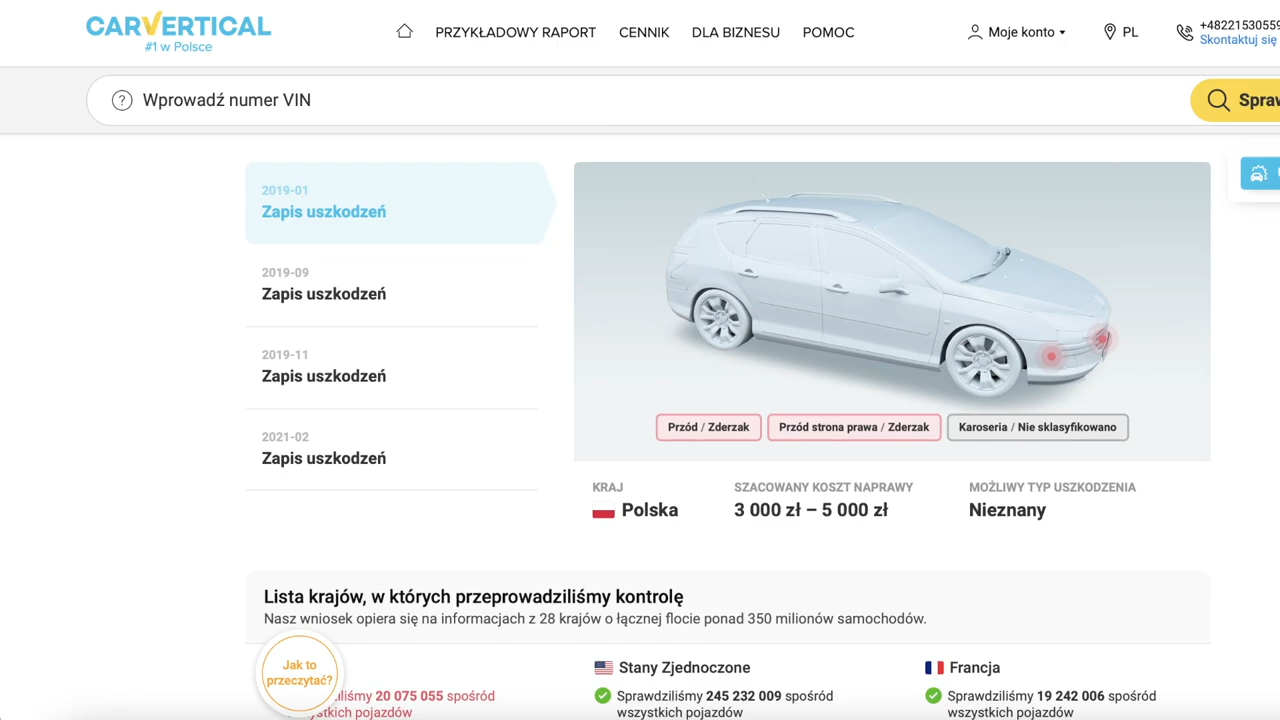 CARVERTICAL
#1 w Polsce
PRZYKŁADOWY RAPORT
CENNIK
DLA BIZNESU
POMOC
Moje konto
PL
+48221530559
Skontaktuj się
Wprowadź numer VIN
2019-01
Zapis uszkodzeń
2019-09
Zapis uszkodzeń
2019-11
Zapis uszkodzeń
2021-02
Zapis uszkodzeń
Przód / Zderzak
Przód strona prawa / Zderzak
Karoseria / Nie sklasyfikowano
KRAJ
Polska
SZACOWANY KOSZT NAPRAWY
3 000 zł – 5 000 zł
MOŻLIWY TYP USZKODZENIA
Nieznany
Lista krajów, w których przeprowadziliśmy kontrolę
Nasz wniosek opiera się na informacjach z 28 krajów o łącznej flocie ponad 350 milionów samochodów.
Jak to
przeczytać?
20 075 055 spośród
pojazdów
Stany Zjednoczone
Sprawdziliśmy 245 232 009 spośród
wszystkich pojazdów
Francja
Sprawdziliśmy 19 242 006 spośród
wszystkich pojazdów